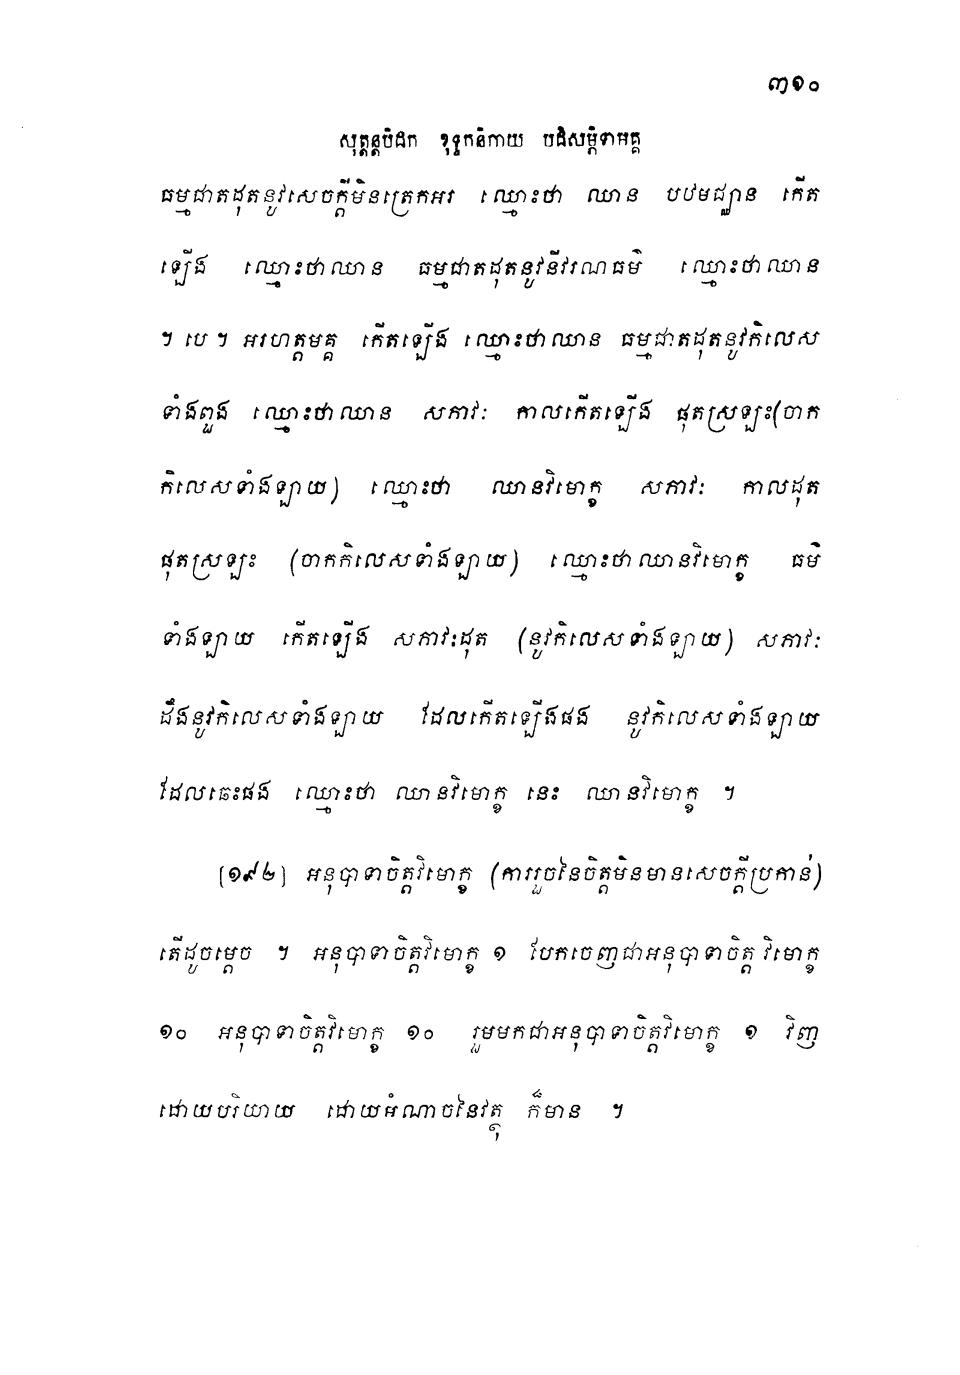 ៣១០
សុត្តន្តបិដក ខុទ្ទកនិកាយ បដិសម្ភិទាមគ្គ
ធម្មជាតដុតនូវសេចក្តីមិនត្រេកអរ ឈ្មោះថា ឈាន បឋមជ្ឈាន កើត
ឡើង ឈ្មោះថាឈាន ធម្មជាតដុតនូវនីវរណធម៌ ឈ្មោះថាឈាន
។ បេ ។ អរហត្តមគ្គ កើតឡើង ឈ្មោះថាឈាន ធម្មជាតដុតនូវកិលេស
ទាំងពួង ឈ្មោះថាឈាន សភាវៈ កាលកើតឡើង ផុតស្រឡះ(ចាក
កិលេសទាំងឡាយ) ឈ្មោះថា ឈានវិមោក្ខ សភាវៈ កាលដុត
ផុតស្រឡះ (ចាកកិលេសទាំងឡាយ) ឈ្មោះថាឈានវិមោក្ខ ធម៌
ទាំងឡាយ កើតឡើង សភាវៈដុត (នូវកិលេសទាំងឡាយ) សភាវៈ
ដឹងនូវកិលេសទាំងឡាយ ដែលកើតឡើងផង នូវកិលេសទាំងឡាយ
ដែលឆេះផង ឈ្មោះថា ឈានវិមោក្ខ នេះ ឈានវិមោក្ខ ។
[១៩៤] អនុបាទាចិត្តវិមោក្ខ (ការរួចនៃចិត្តមិនមានសេចក្តីប្រកាន់)
តើដូចម្តេច ។ អនុបាទាចិត្តវិមោក្ខ ១ បែកចេញជាអនុបាទាចិត្តវិមោក្ខ
១០ អនុបាទាចិត្តវិមោក្ខ ១០ រួមមកជាអនុបាទាចិត្តវិមោក្ខ ១ វិញ
ដោយបរិយាយ ដោយអំណាចនៃវត្ថុ ក៏មាន ។